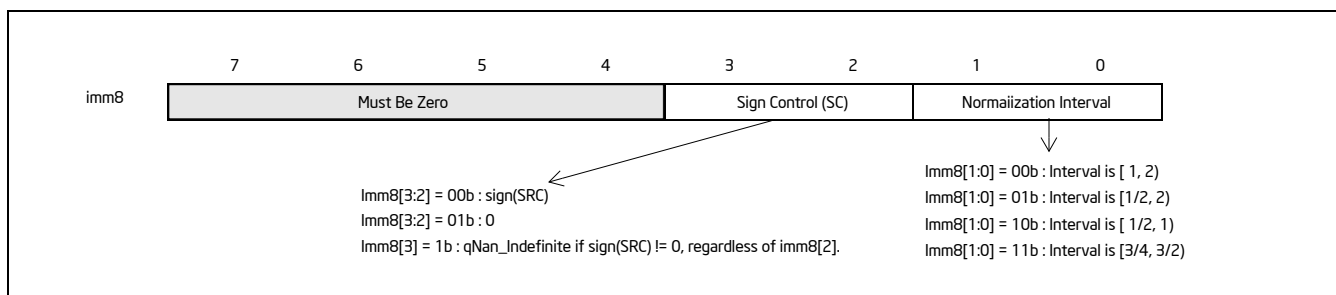 7 6 5 4 3 2 1 0
imm8 Must Be Zero Sign Control (SC) Normaiization Interval
Imm8[3:2] = 00b : sign(SRC)
Imm8[3:2] = 01b : 0
Imm8[3] = 1b : qNan_Indefinite if sign(SRC) != 0, regardless of imm8[2].
Imm8[1:0] = 00b : Interval is [ 1, 2)
Imm8[1:0] = 01b : Interval is [1/2, 2)
Imm8[1:0] = 10b : Interval is [ 1/2, 1)
Imm8[1:0] = 11b : Interval is [3/4, 3/2)